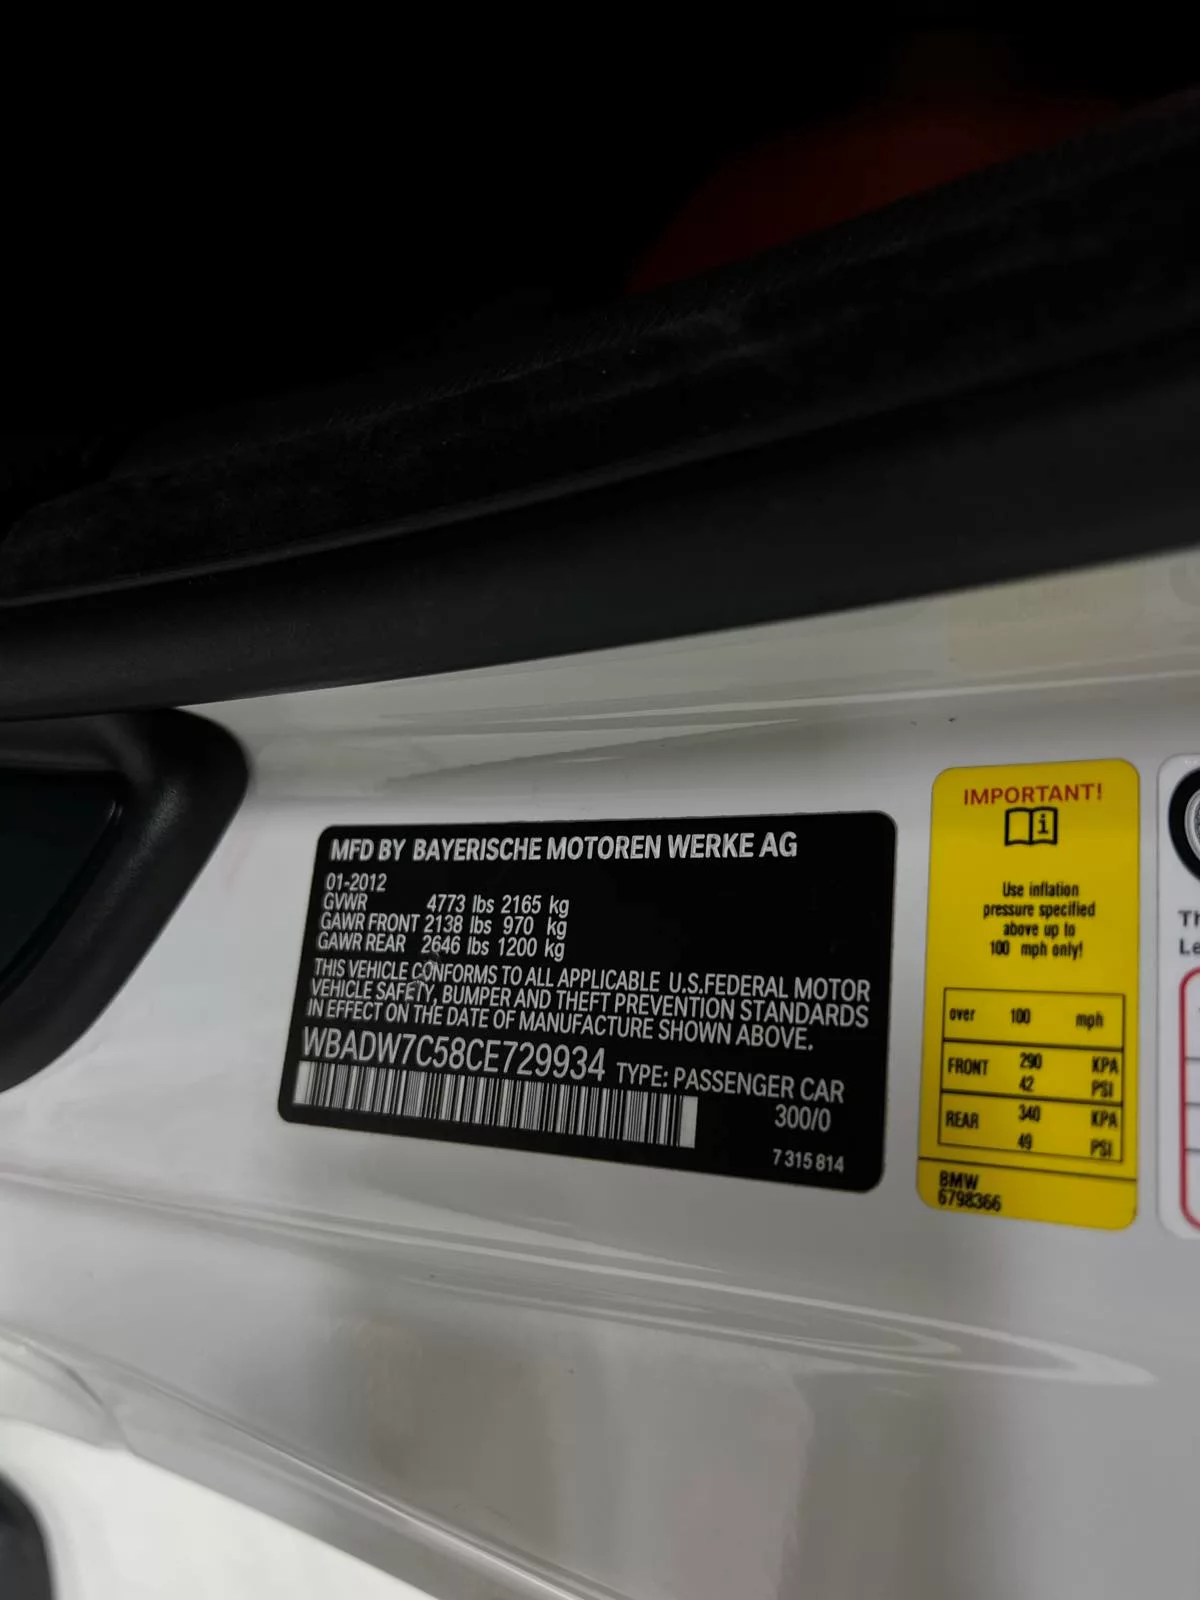 MFD BY BAYERISCHE MOTOREN WERKE AG
01-2012
GVWR 4773 lbs 2165 kg
GAWR FRONT 2138 lbs 970 kg
GAWR REAR 2646 lbs 1200 kg
THIS VEHICLE CONFORMS TO ALL APPLICABLE U.S.FEDERAL MOTOR
VEHICLE SAFETY, BUMPER AND THEFT PREVENTION STANDARDS
IN EFFECT ON THE DATE OF MANUFACTURE SHOWN ABOVE.
WBADW7C58CE729934 TYPE: PASSENGER CAR
300/0
7 315 814
IMPORTANT!
i
Use inflation
pressure specified
above up to
100 mph only!
over 100 mph
FRONT 290 KPA
42 PSI
REAR 340 KPA
49 PSI
BMW
6798366